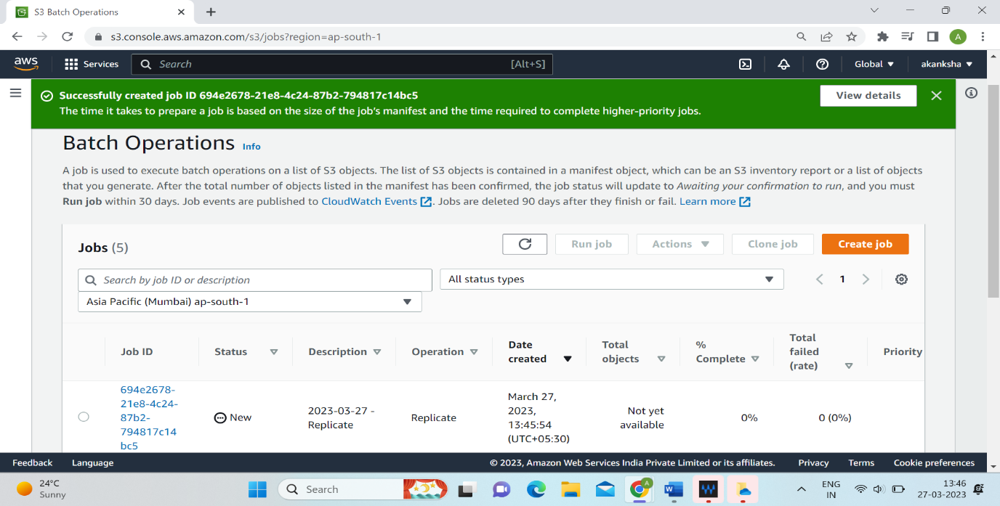 S3 Batch Operations
s3.console.aws.amazon.com/s3/jobs?region=ap-south-1
A
aws
Services
Search
[Alt+S]
Global
akanksha
Successfully created job ID 694e2678-21e8-4c24-87b2-794817c14bc5
View details
The time it takes to prepare a job is based on the size of the job's manifest and the time required to complete higher-priority jobs.
Batch Operations Info
A job is used to execute batch operations on a list of S3 objects. The list of S3 objects is contained in a manifest object, which can be an S3 inventory report or a list of objects
that you generate. After the total number of objects listed in the manifest has been confirmed, the job status will update to Awaiting your confirmation to run, and you must
Run job within 30 days. Job events are published to CloudWatch Events. Jobs are deleted 90 days after they finish or fail. Learn more
Jobs (5)
Run job
Actions
Clone job
Create job
Search by job ID or description
All status types
1
Asia Pacific (Mumbai) ap-south-1
Job ID
Status
Description
Operation
Date
created
Total
objects
%
Complete
Total
failed
(rate)
Priority
694e2678-
21e8-4c24-
87b2-
794817c14
bc5
New
2023-03-27 -
Replicate
Replicate
March 27,
2023,
13:45:54
(UTC+05:30)
Not yet
available
0%
0 (0%)
Feedback
Language
© 2023, Amazon Web Services India Private Limited or its affiliates.
Privacy
Terms
Cookie preferences
24°C
Sunny
Search
A
W
ENG
IN
13:46
27-03-2023